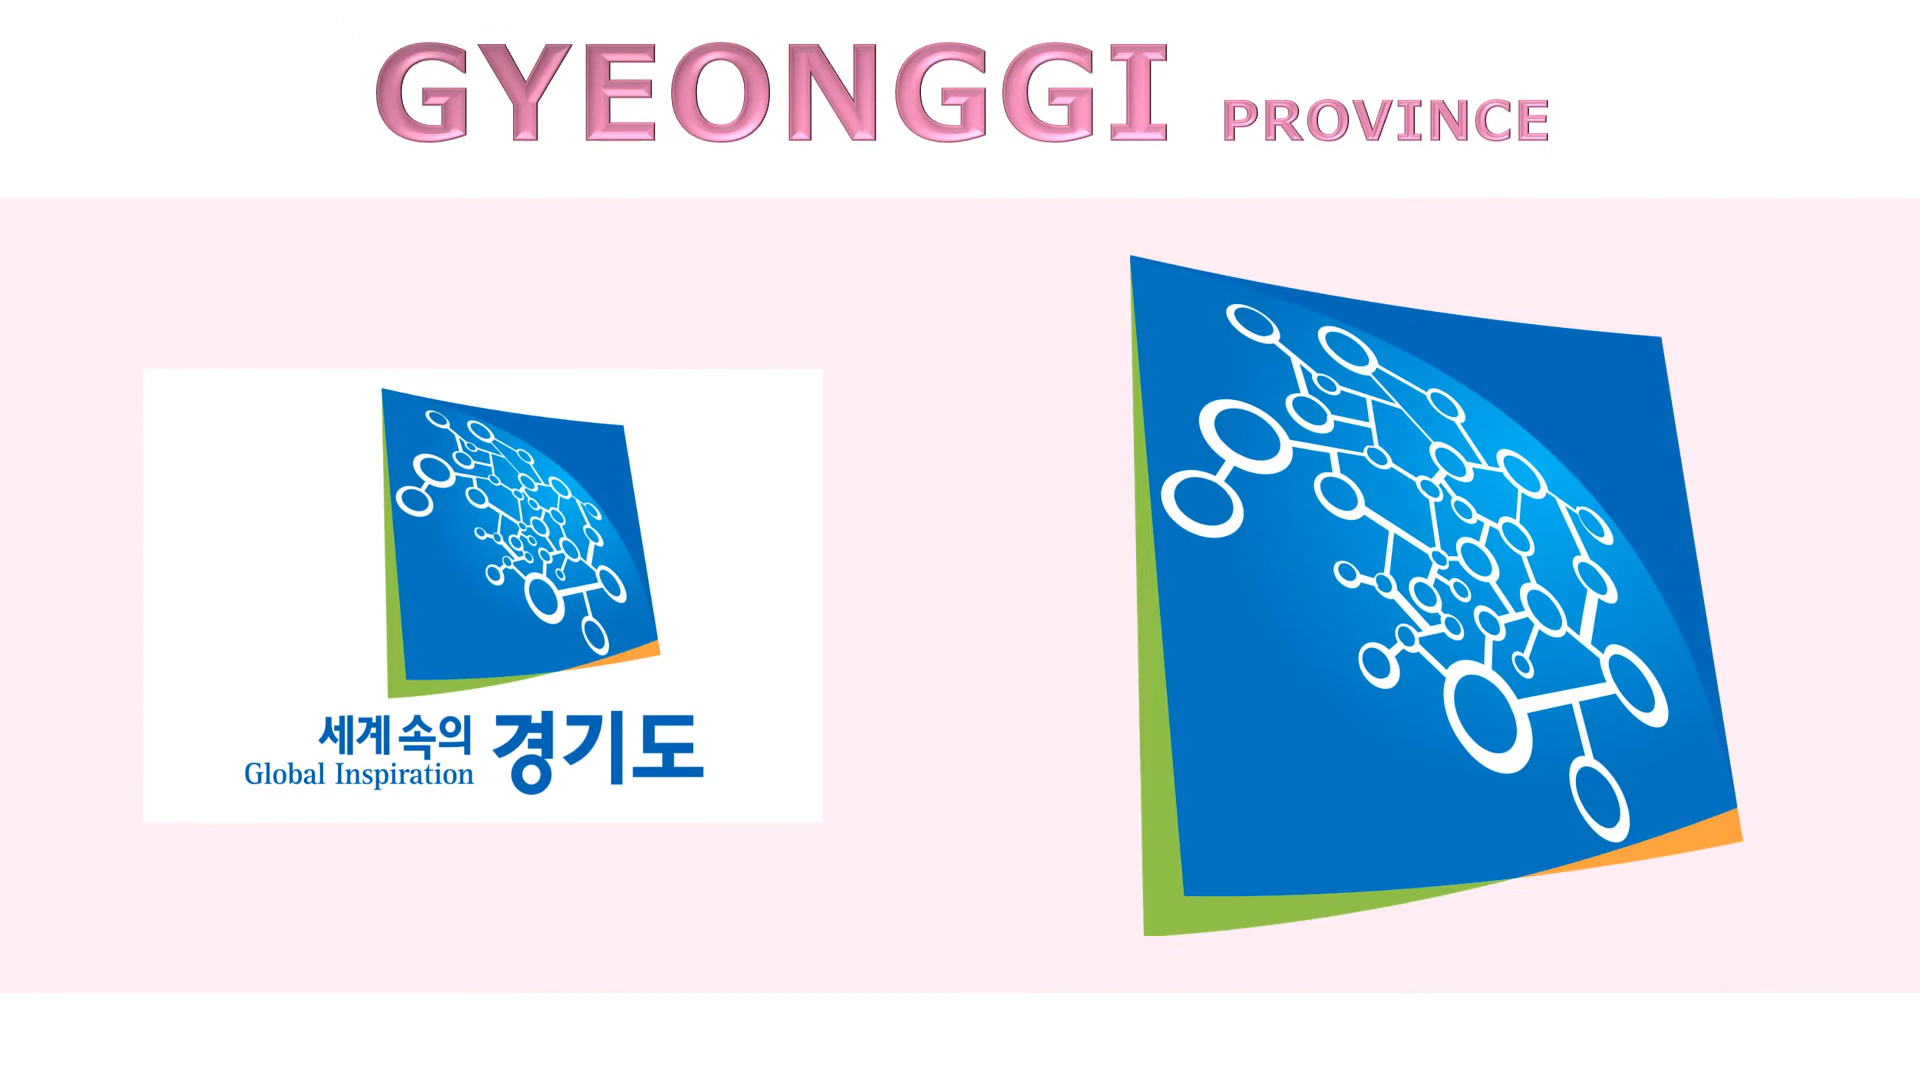 GYEONGGI PROVINCE
세계 속의 경기도
Global Inspiration